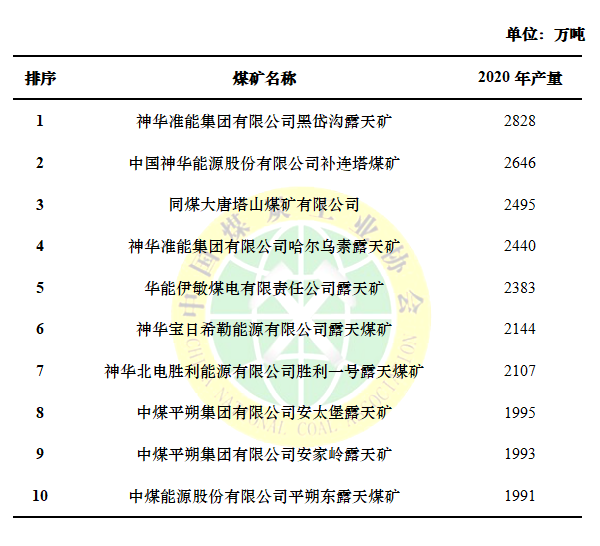 单位：万吨
排序 煤矿名称 2020 年产量
1 神华准能集团有限公司黑岱沟露天矿 2828
2 中国神华能源股份有限公司补连塔煤矿 2646
3 同煤大唐塔山煤矿有限公司 2495
4 神华准能集团有限公司哈尔乌素露天矿 2440
5 华能伊敏煤电有限责任公司露天矿 2383
6 神华宝日希勒能源有限公司露天煤矿 2144
7 神华北电胜利能源有限公司胜利一号露天煤矿 2107
8 中煤平朔集团有限公司安太堡露天矿 1995
9 中煤平朔集团有限公司安家岭露天矿 1993
10 中煤能源股份有限公司平朔东露天煤矿 1991
中国煤炭工业协会
CHINA NATIONAL COAL ASSOCIATION